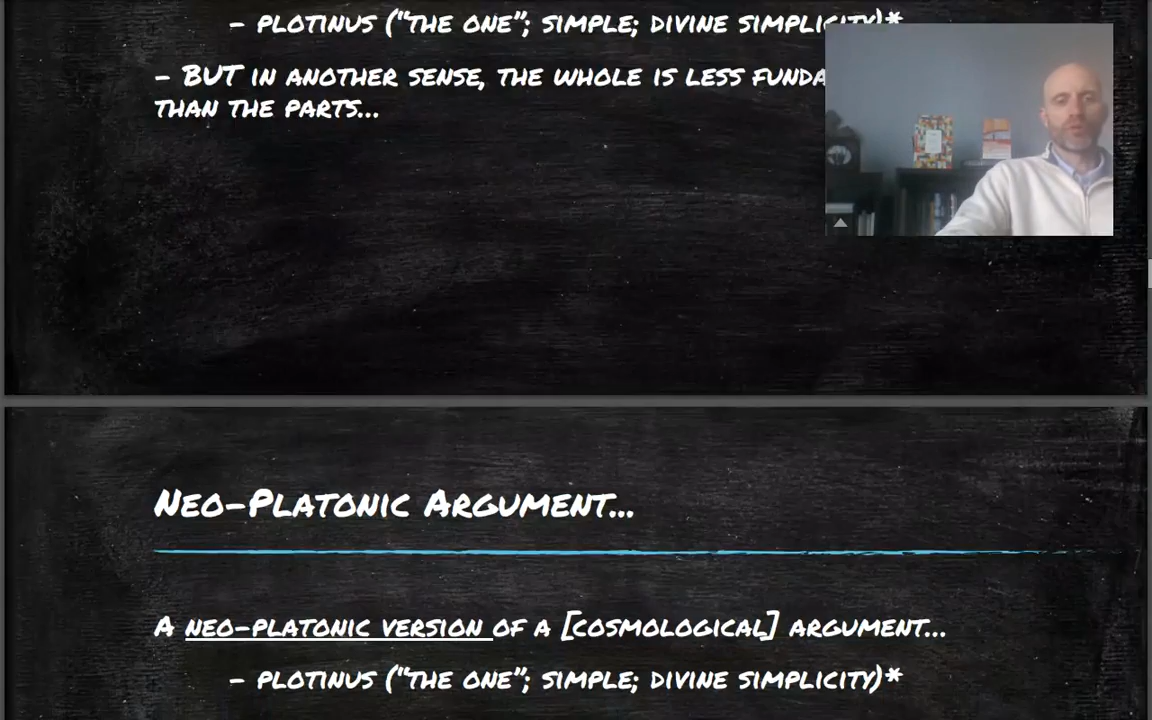 - Plotinus ("The One"; simple; divine simplicity)*
- BUT in another sense, the whole is less
than the parts...
Neo-Platonic Argument...
A neo-platonic version of a [cosmological] argument...
- Plotinus ("The One"; simple; divine simplicity)*